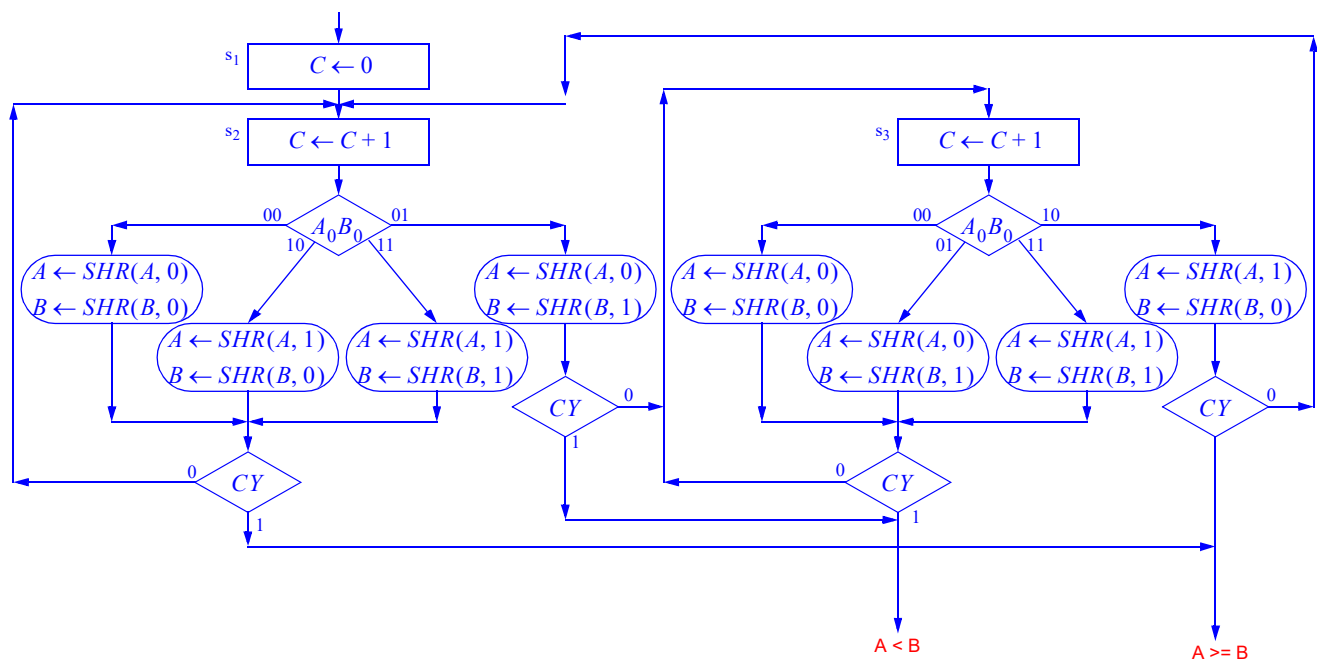 s1
C ← 0
s2
C ← C + 1
s3
C ← C + 1
00
A0B0
01
10
11
00
A0B0
10
01
11
A ← SHR(A, 0)
B ← SHR(B, 0)
A ← SHR(A, 0)
B ← SHR(B, 1)
A ← SHR(A, 0)
B ← SHR(B, 0)
A ← SHR(A, 1)
B ← SHR(B, 0)
A ← SHR(A, 1)
B ← SHR(B, 0)
A ← SHR(A, 1)
B ← SHR(B, 1)
A ← SHR(A, 0)
B ← SHR(B, 1)
A ← SHR(A, 1)
B ← SHR(B, 1)
CY
0
1
CY
0
0
CY
1
0
CY
1
A < B
A >= B